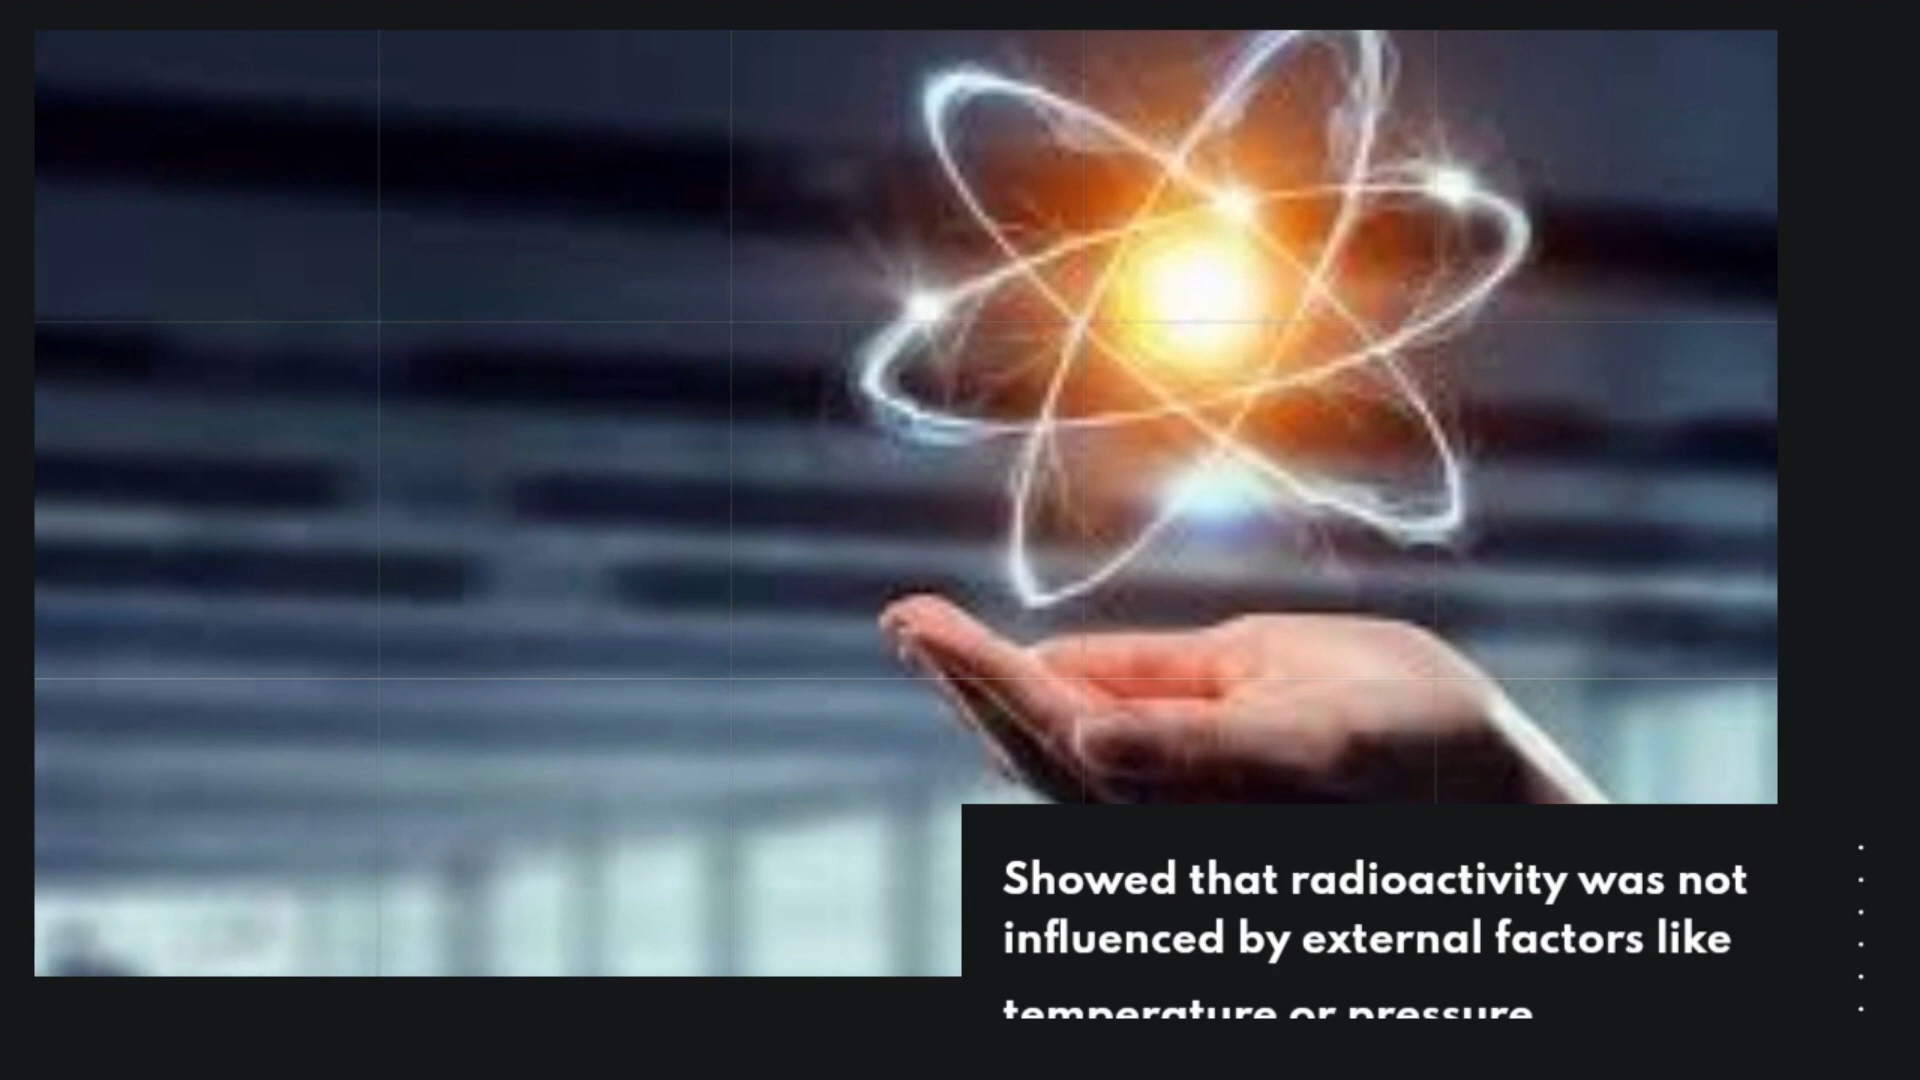 Showed that radioactivity was not
influenced by external factors like
temperature or pressure